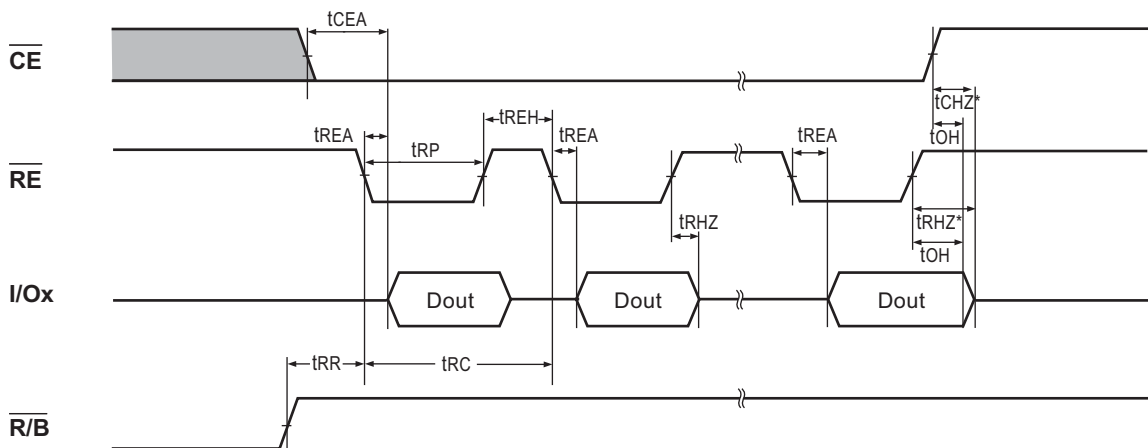 tCEA
CE
tCHZ*
tREH
tREA
tREA
tREA
tOH
tRP
RE
tRHZ
tRHZ*
tOH
I/Ox
Dout
Dout
Dout
tRR
tRC
R/B